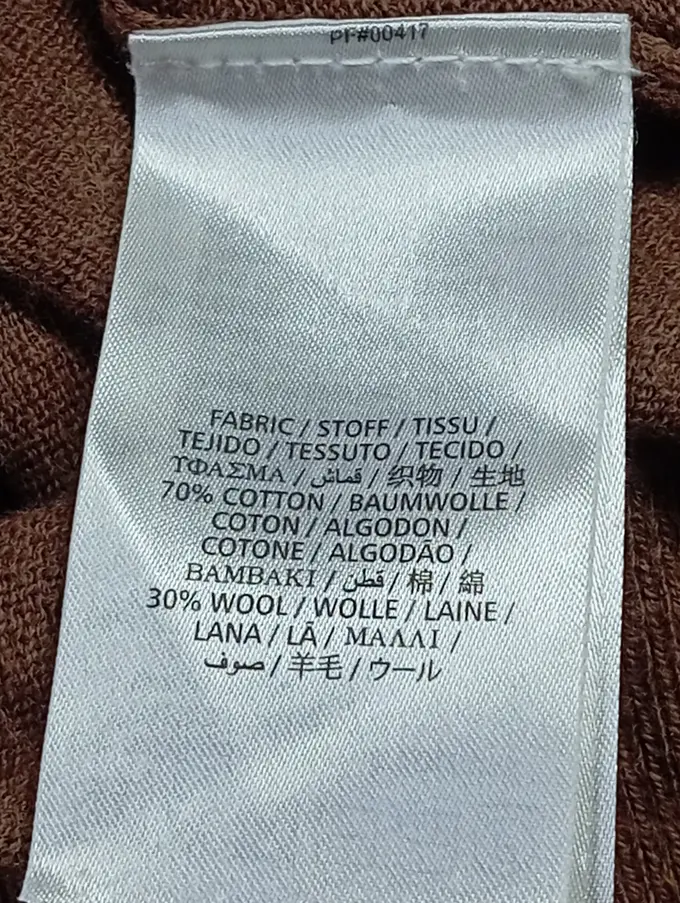 PF#00417
FABRIC / STOFF / TISSU /
TEJIDO / TESSUTO / TECIDO /
ΥΦΑΣΜΑ / قماش / 织物 / 生地
70% COTTON / BAUMWOLLE /
COTON / ALGODON /
COTONE / ALGODÃO /
ΒΑΜΒΑΚΙ / قطن / 棉 / 綿
30% WOOL / WOLLE / LAINE /
LANA / LÃ / ΜΑΛΛΙ /
صوف / 羊毛 / ウール